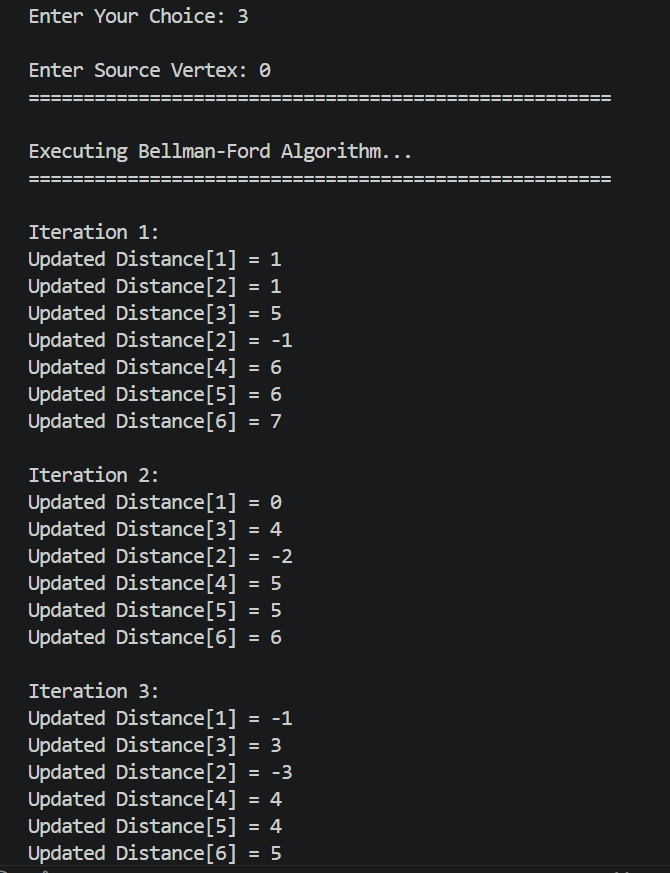 Enter Your Choice: 3
Enter Source Vertex: 0
=====================================================
Executing Bellman-Ford Algorithm...
=====================================================
Iteration 1:
Updated Distance[1] = 1
Updated Distance[2] = 1
Updated Distance[3] = 5
Updated Distance[2] = -1
Updated Distance[4] = 6
Updated Distance[5] = 6
Updated Distance[6] = 7
Iteration 2:
Updated Distance[1] = 0
Updated Distance[3] = 4
Updated Distance[2] = -2
Updated Distance[4] = 5
Updated Distance[5] = 5
Updated Distance[6] = 6
Iteration 3:
Updated Distance[1] = -1
Updated Distance[3] = 3
Updated Distance[2] = -3
Updated Distance[4] = 4
Updated Distance[5] = 4
Updated Distance[6] = 5